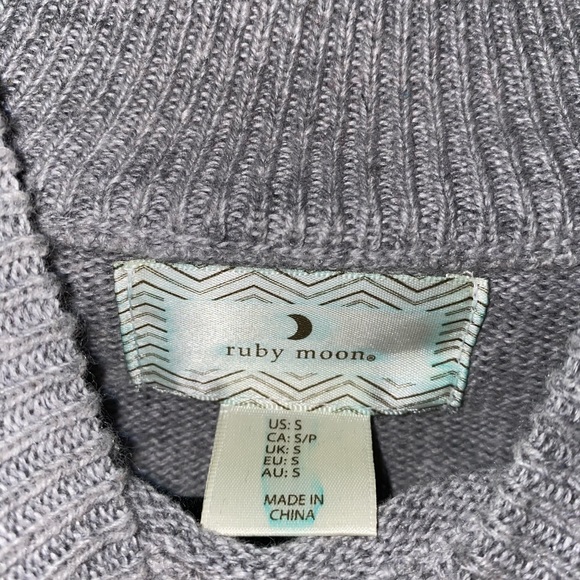 ruby moon®
US: S
CA: S/P
UK: S
EU: S
AU: S
MADE IN
CHINA